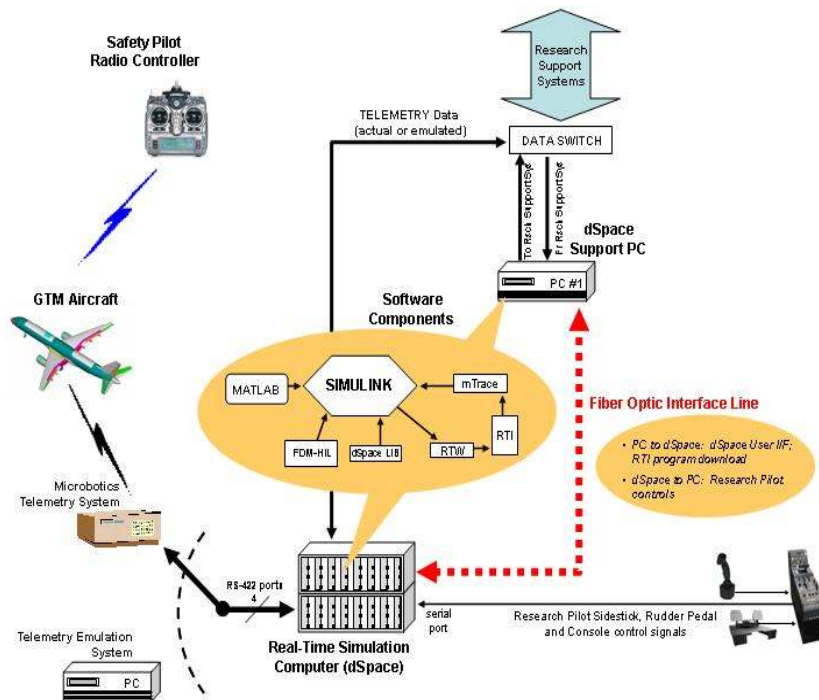 Safety Pilot
Radio Controller
Research
Support
Systems
TELEMETRY Data
(actual or emulated)
DATA SWITCH
To Rsch Support Sys
Fr Rsch Support Sys
dSpace
Support PC
PC #1
GTM Aircraft
Software
Components
MATLAB
SIMULINK
mTrace
FDM-HIL
dSpace LIB
RTW
RTI
Fiber Optic Interface Line
• PC to dSpace: dSpace User I/F;
RTI program download
• dSpace to PC: Research Pilot
controls
Microbotics
Telemetry System
RS-422 ports
4
serial
port
Research Pilot Sidestick, Rudder Pedal
and Console control signals
Real-Time Simulation
Computer (dSpace)
Telemetry Emulation
System
PC